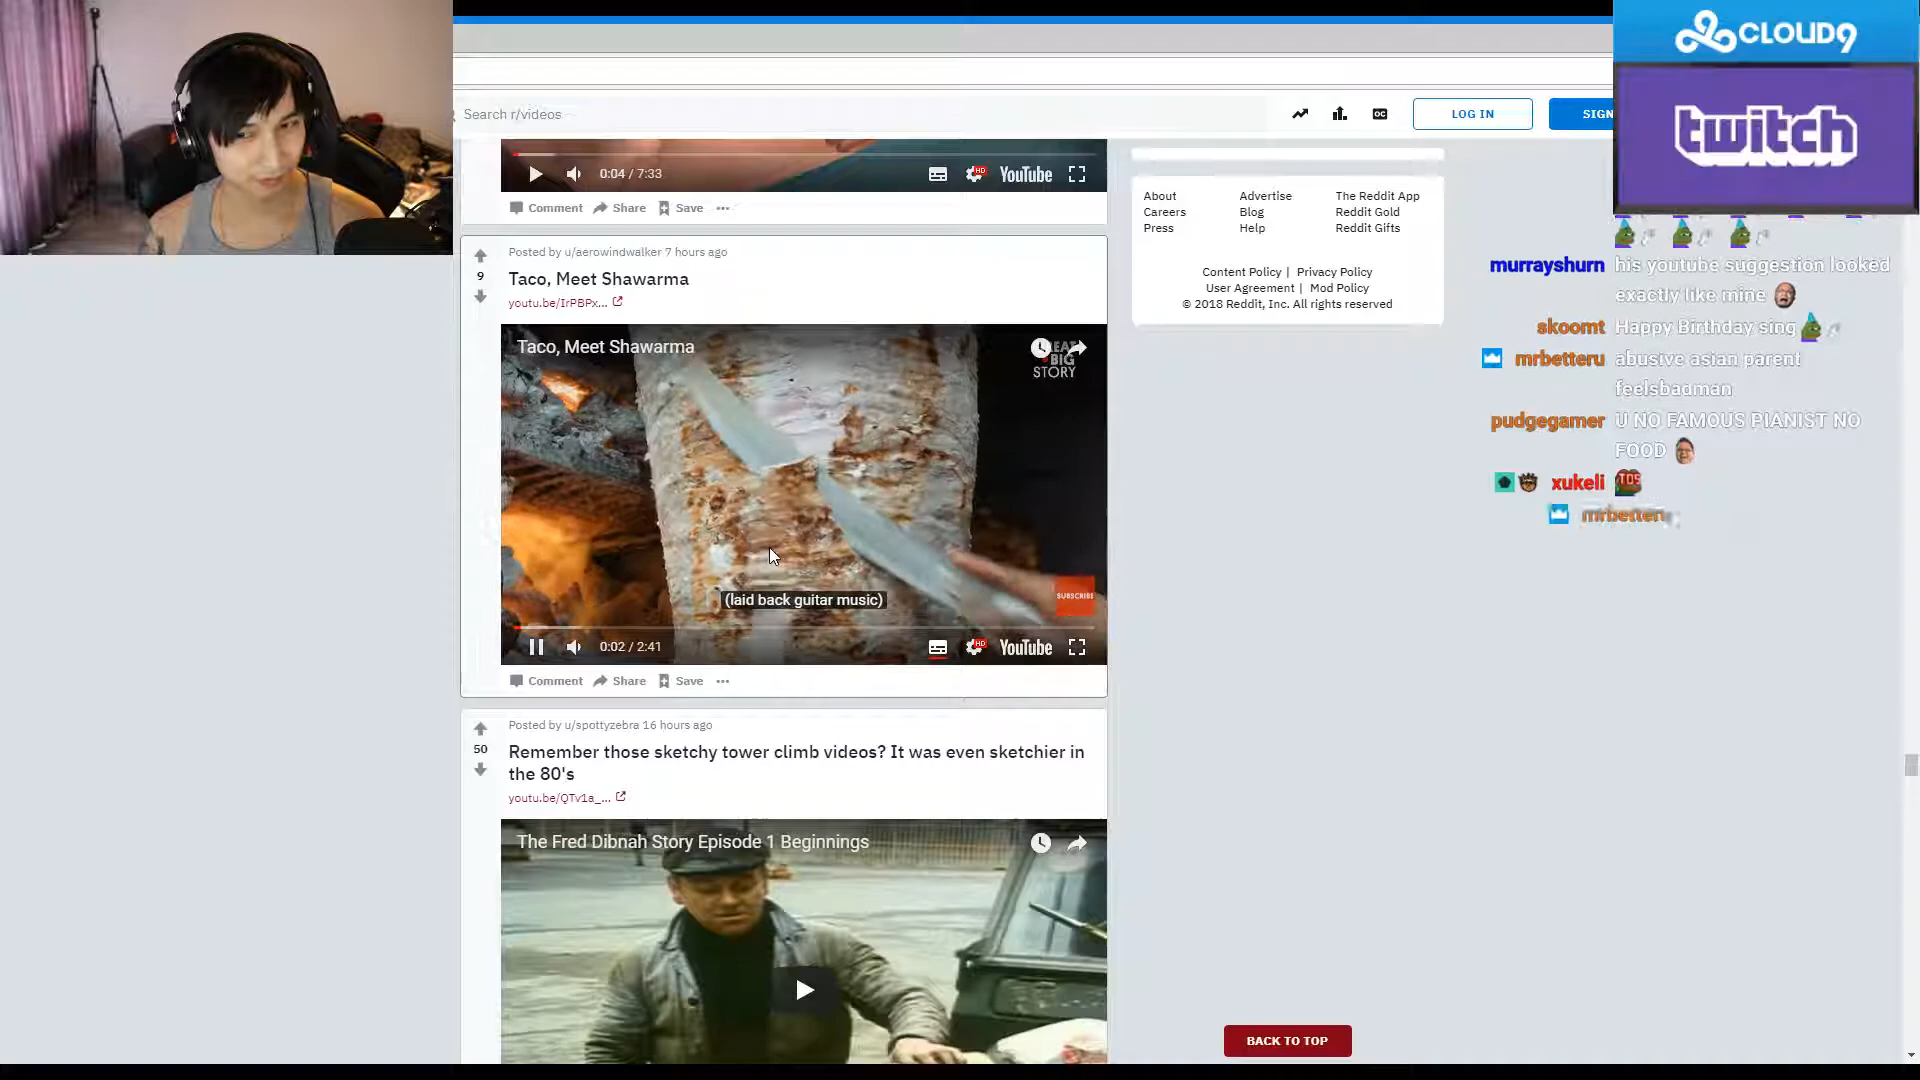 CLOUD9
twitch
Search r/videos
LOG IN
SIGN
0:04 / 7:33
YouTube
Comment Share Save
Posted by u/aerowindwalker 7 hours ago
9
Taco, Meet Shawarma
youtu.be/IrPBPx...
Taco, Meet Shawarma
BIG
STORY
(laid back guitar music)
SUBSCRIBE
0:02 / 2:41
YouTube
Comment Share Save
Posted by u/spottyzebra 16 hours ago
50
Remember those sketchy tower climb videos? It was even sketchier in
the 80's
youtu.be/QTv1a_...
The Fred Dibnah Story Episode 1 Beginnings
About Advertise The Reddit App
Careers Blog Reddit Gold
Press Help Reddit Gifts
Content Policy | Privacy Policy
User Agreement | Mod Policy
© 2018 Reddit, Inc. All rights reserved
BACK TO TOP
murrayshurn his youtube suggestion looked
exactly like mine
skoomt Happy Birthday sing
mrbetteru abusive asian parent
feelsbadman
pudgegamer U NO FAMOUS PIANIST NO
FOOD
xukeli TOS